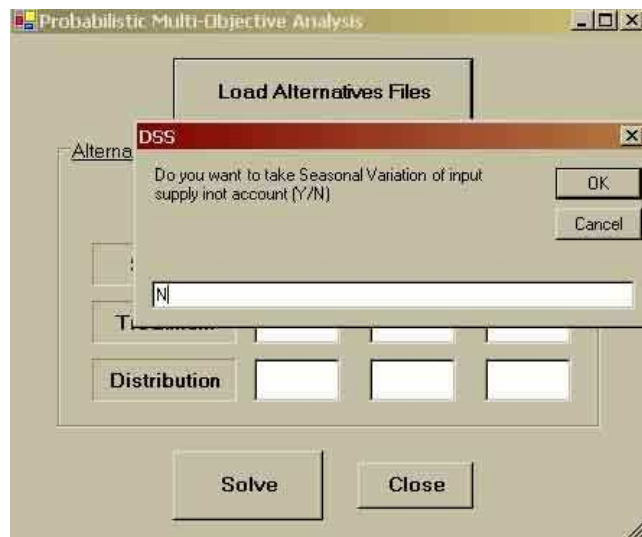 Probabilistic Multi-Objective Analysis
Load Alternatives Files
DSS
Alterna
Do you want to take Seasonal Variation of input
supply inot account (Y/N)
OK
Cancel
N
Distribution
Solve
Close